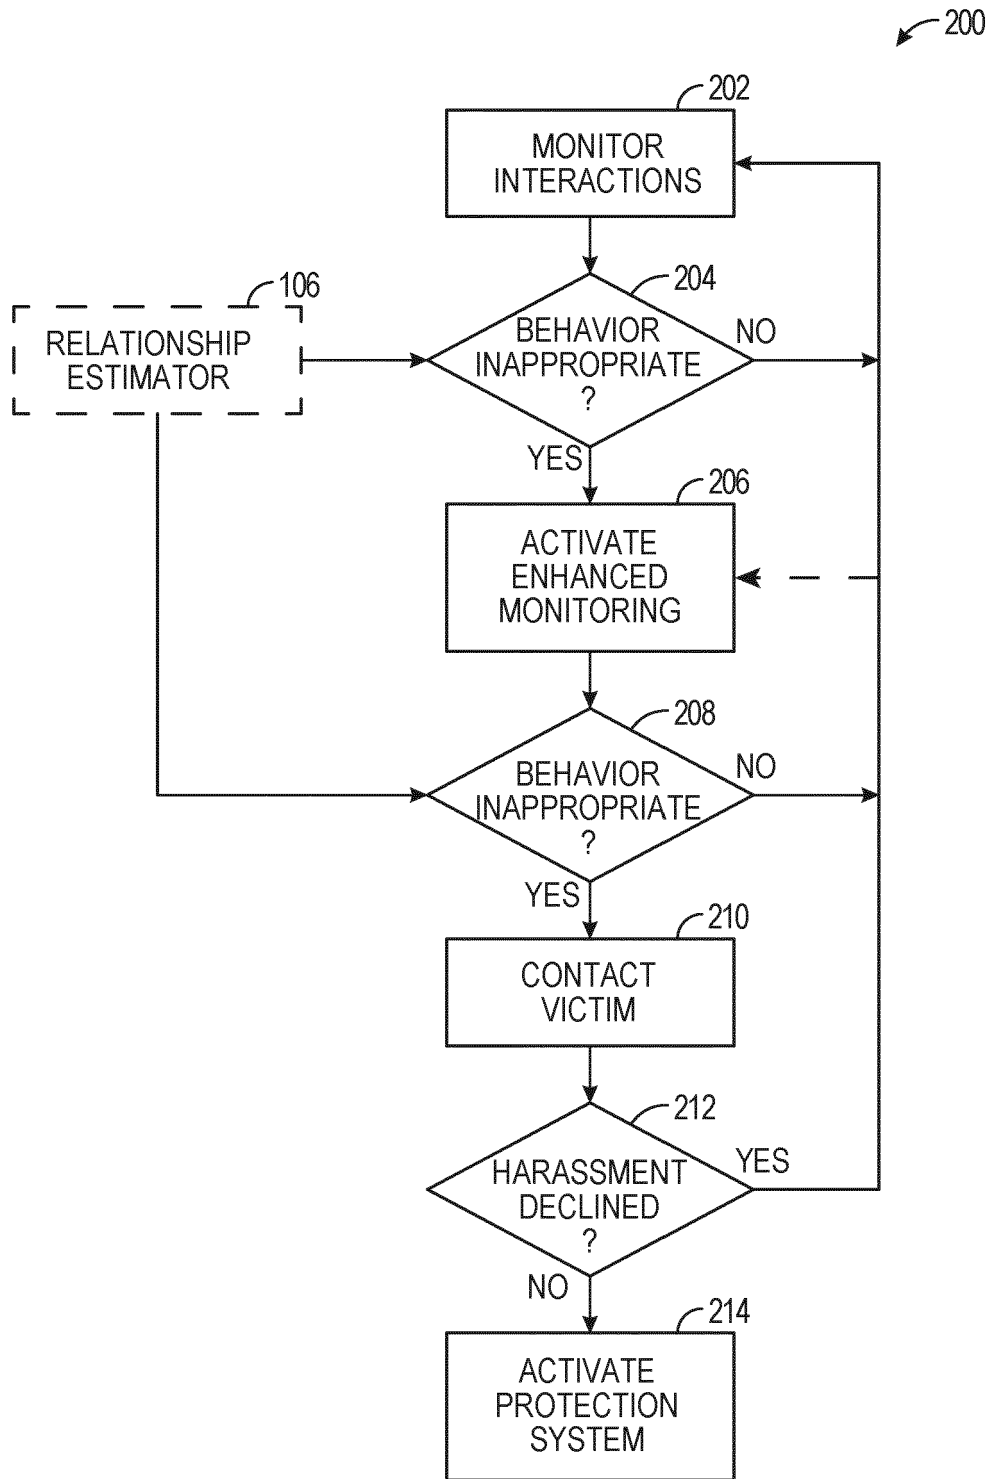 200
202
MONITOR
INTERACTIONS
204
106
BEHAVIOR
INAPPROPRIATE
?
NO
RELATIONSHIP
ESTIMATOR
YES
206
ACTIVATE
ENHANCED
MONITORING
208
BEHAVIOR
INAPPROPRIATE
?
NO
YES
210
CONTACT
VICTIM
212
HARASSMENT
DECLINED
?
YES
NO
214
ACTIVATE
PROTECTION
SYSTEM